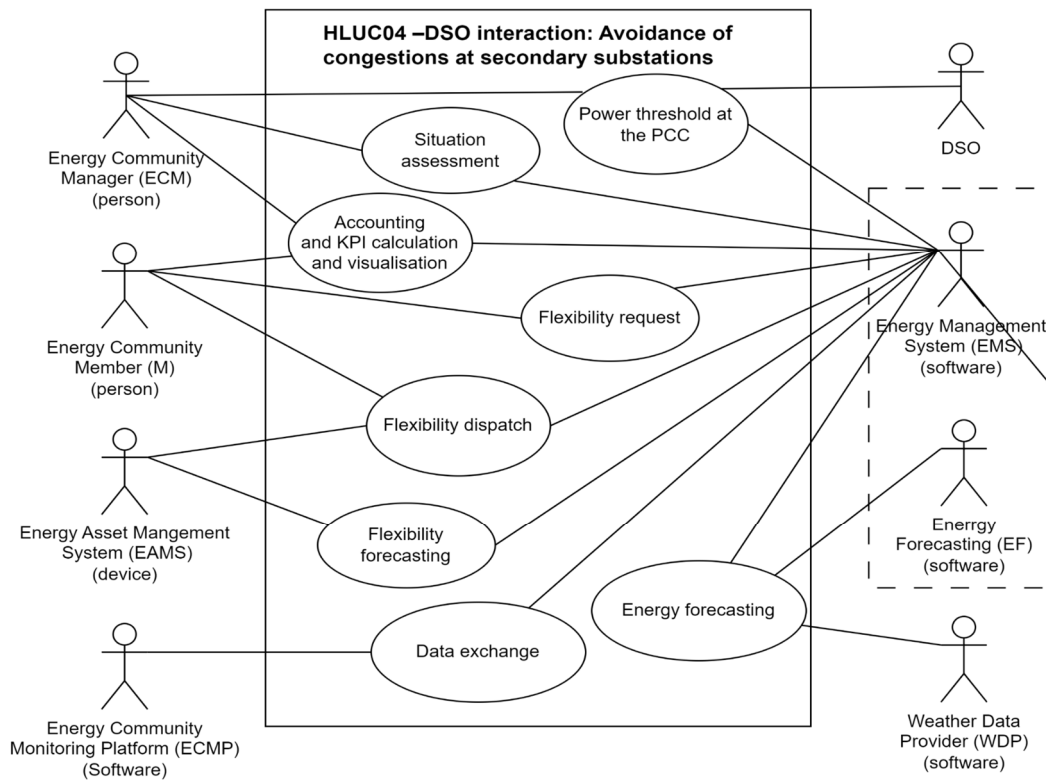 HLUC04 –DSO interaction: Avoidance of
congestions at secondary substations
Energy Community
Manager (ECM)
(person)
Power threshold at
the PCC
DSO
Situation
assessment
Accounting
and KPI calculation
and visualisation
Energy Community
Member (M)
(person)
Flexibility request
Energy Management
System (EMS)
(software)
Flexibility dispatch
Energy Asset Mangement
System (EAMS)
(device)
Flexibility
forecasting
Enerrgy
Forecasting (EF)
(software)
Energy forecasting
Data exchange
Energy Community
Monitoring Platform (ECMP)
(Software)
Weather Data
Provider (WDP)
(software)